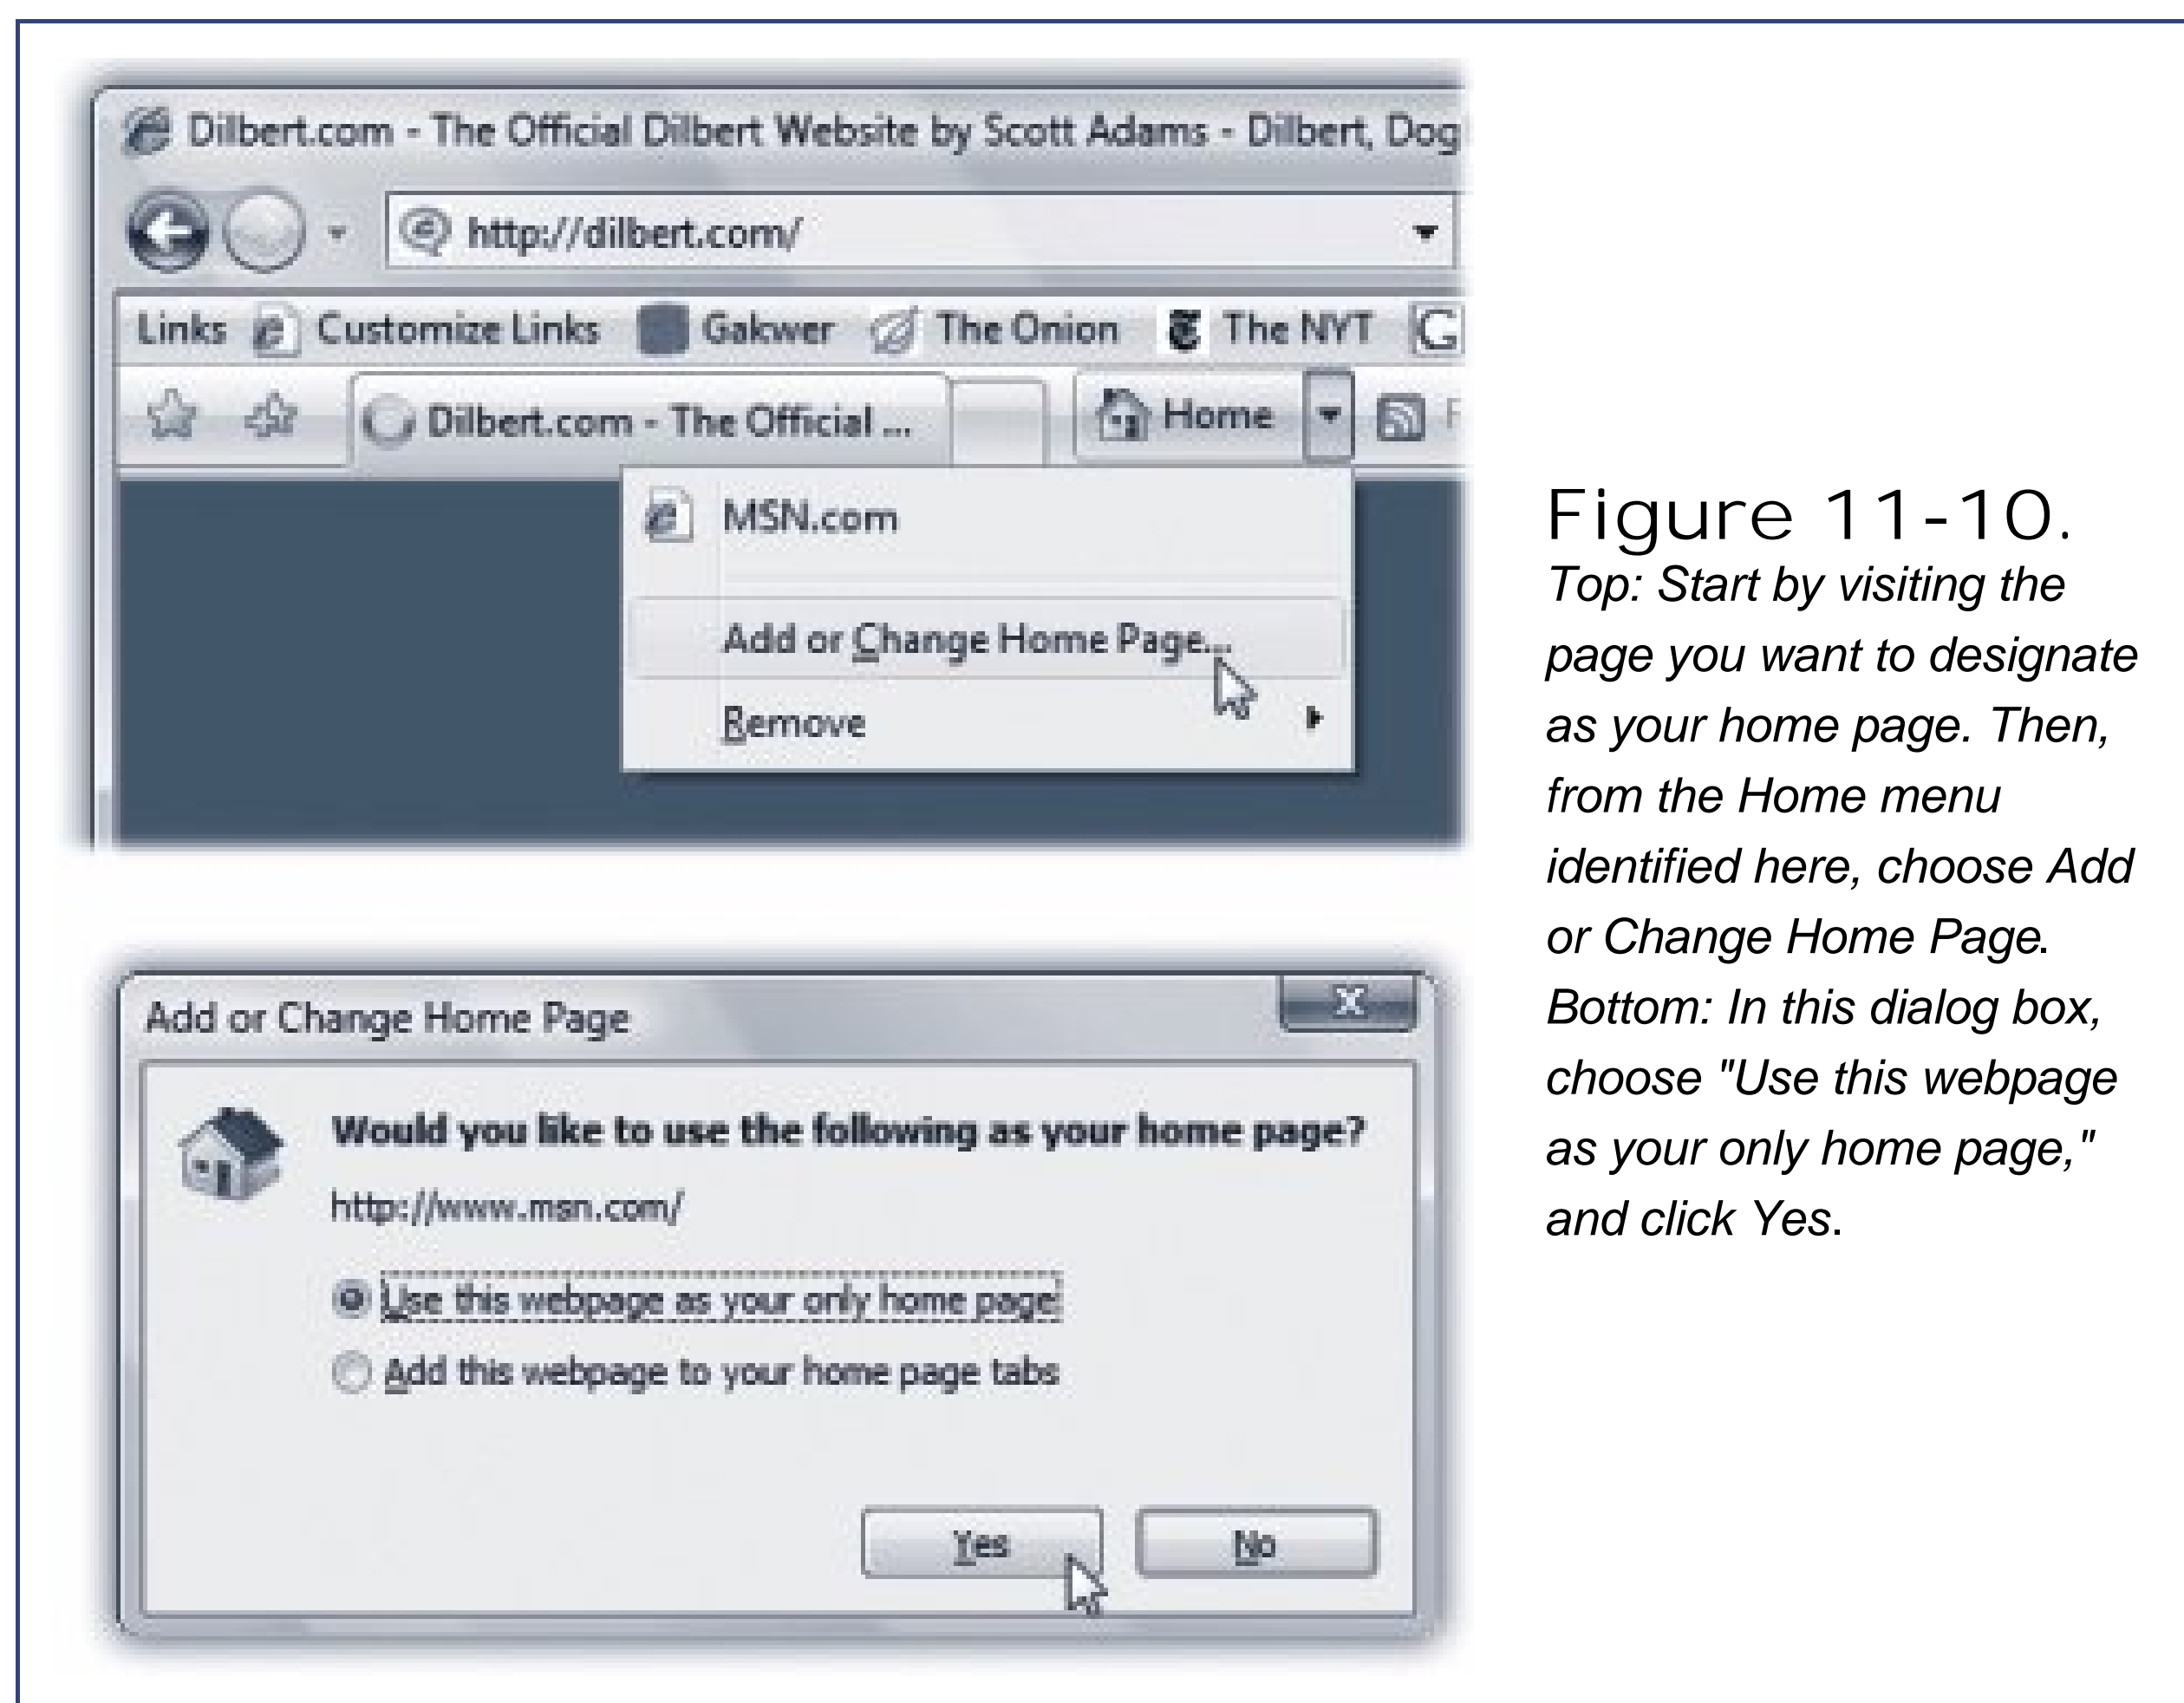 Dilbert.com - The Official Dilbert Website by Scott Adams - Dilbert, Dog
http://dilbert.com/
Links Customize Links Gakwer The Onion The NYT G
Dilbert.com - The Official ... Home F
MSN.com
Add or Change Home Page...
Remove
Add or Change Home Page
Would you like to use the following as your home page?
http://www.msn.com/
Use this webpage as your only home page
Add this webpage to your home page tabs
Yes No
Figure 11-10.
Top: Start by visiting the
page you want to designate
as your home page. Then,
from the Home menu
identified here, choose Add
or Change Home Page.
Bottom: In this dialog box,
choose "Use this webpage
as your only home page,"
and click Yes.